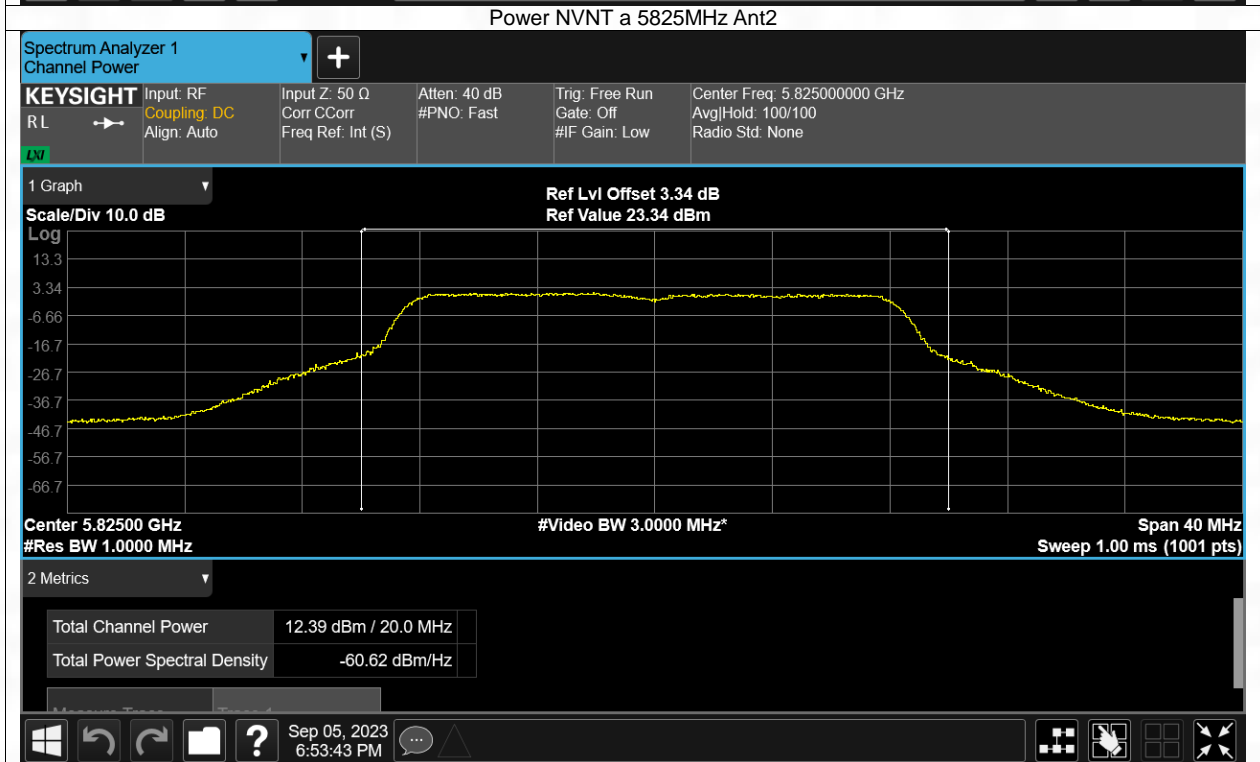 Power NVNT a 5825MHz Ant2
Spectrum Analyzer 1
Channel Power
+
KEYSIGHT Input: RF Input Z: 50 Ω Atten: 40 dB Trig: Free Run Center Freq: 5.825000000 GHz
RL Coupling: DC Corr CCorr #PNO: Fast Gate: Off Avg|Hold: 100/100
Align: Auto Freq Ref: Int (S) #IF Gain: Low Radio Std: None
LXI
1 Graph
Ref Lvl Offset 3.34 dB
Scale/Div 10.0 dB Ref Value 23.34 dBm
Log
13.3
3.34
-6.66
-16.7
-26.7
-36.7
-46.7
-56.7
-66.7
Center 5.82500 GHz #Video BW 3.0000 MHz* Span 40 MHz
#Res BW 1.0000 MHz Sweep 1.00 ms (1001 pts)
2 Metrics
Total Channel Power 12.39 dBm / 20.0 MHz
Total Power Spectral Density -60.62 dBm/Hz
Measure Trace Trace 1
? Sep 05, 2023
6:53:43 PM